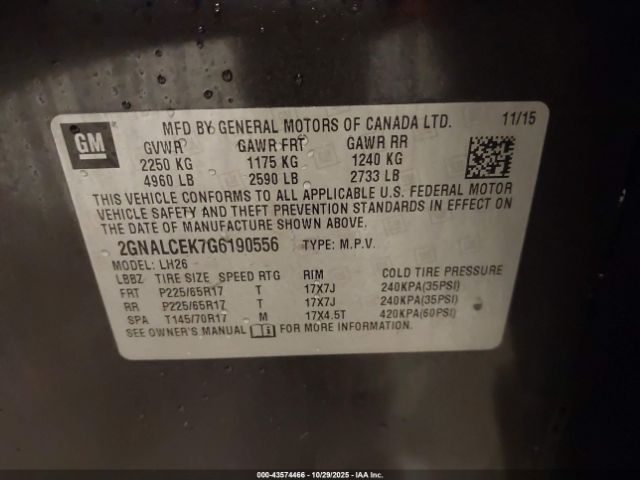 GM
MFD BY GENERAL MOTORS OF CANADA LTD. 11/15
GVWR GAWR FRT GAWR RR
2250 KG 1175 KG 1240 KG
4960 LB 2590 LB 2733 LB
THIS VEHICLE CONFORMS TO ALL APPLICABLE U.S. FEDERAL MOTOR
VEHICLE SAFETY AND THEFT PREVENTION STANDARDS IN EFFECT ON
THE DATE OF MANUFACTURE SHOWN ABOVE.
2GNALCEK7G6190556 TYPE: M.P.V.
MODEL: LH26
LBBZ TIRE SIZE SPEED RTG RIM COLD TIRE PRESSURE
FRT P225/65R17 T 17X7J 240KPA(35PSI)
RR P225/65R17 T 17X7J 240KPA(35PSI)
SPA T145/70R17 M 17X4.5T 420KPA(60PSI)
SEE OWNER'S MANUAL FOR MORE INFORMATION.
000-43574466 - 10/29/2025 - IAA Inc.